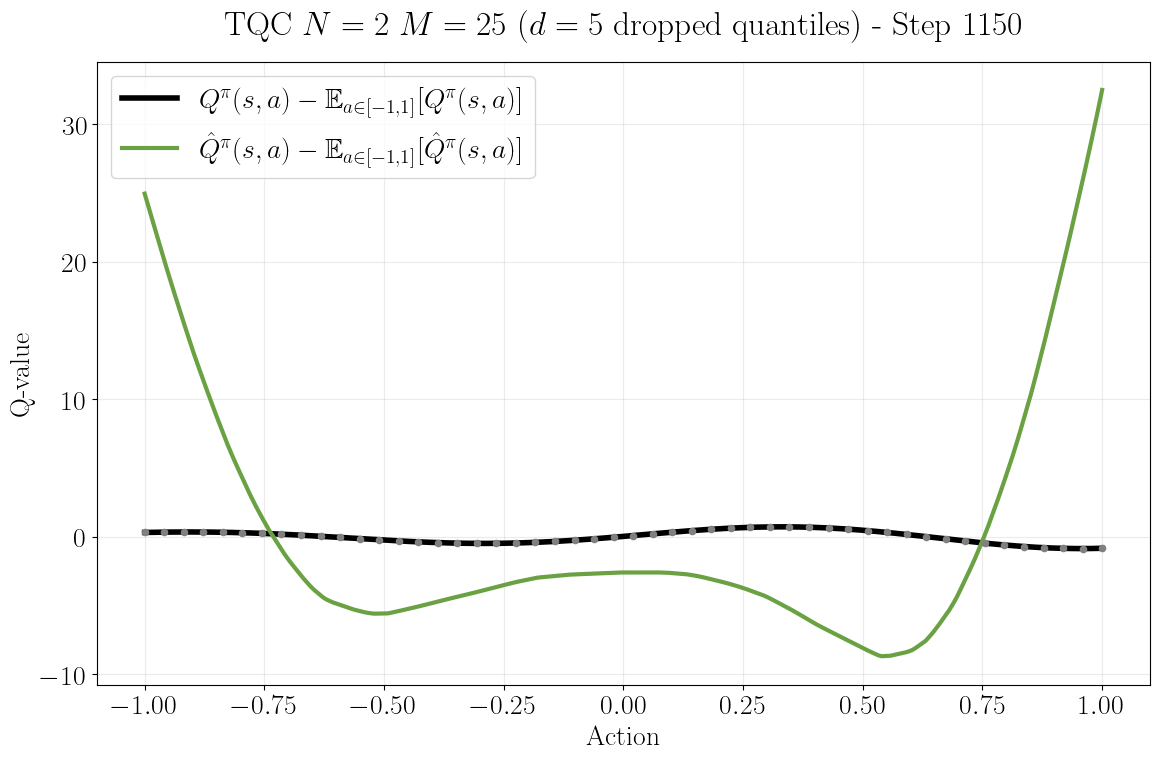 TQC N = 2 M = 25 (d = 5 dropped quantiles) - Step 1150
Q^π(s, a) − 𝔼_{a∈[−1,1]}[Q^π(s, a)]
Q̂^π(s, a) − 𝔼_{a∈[−1,1]}[Q̂^π(s, a)]
30
20
10
0
−10
Q-value
−1.00 −0.75 −0.50 −0.25 0.00 0.25 0.50 0.75 1.00
Action